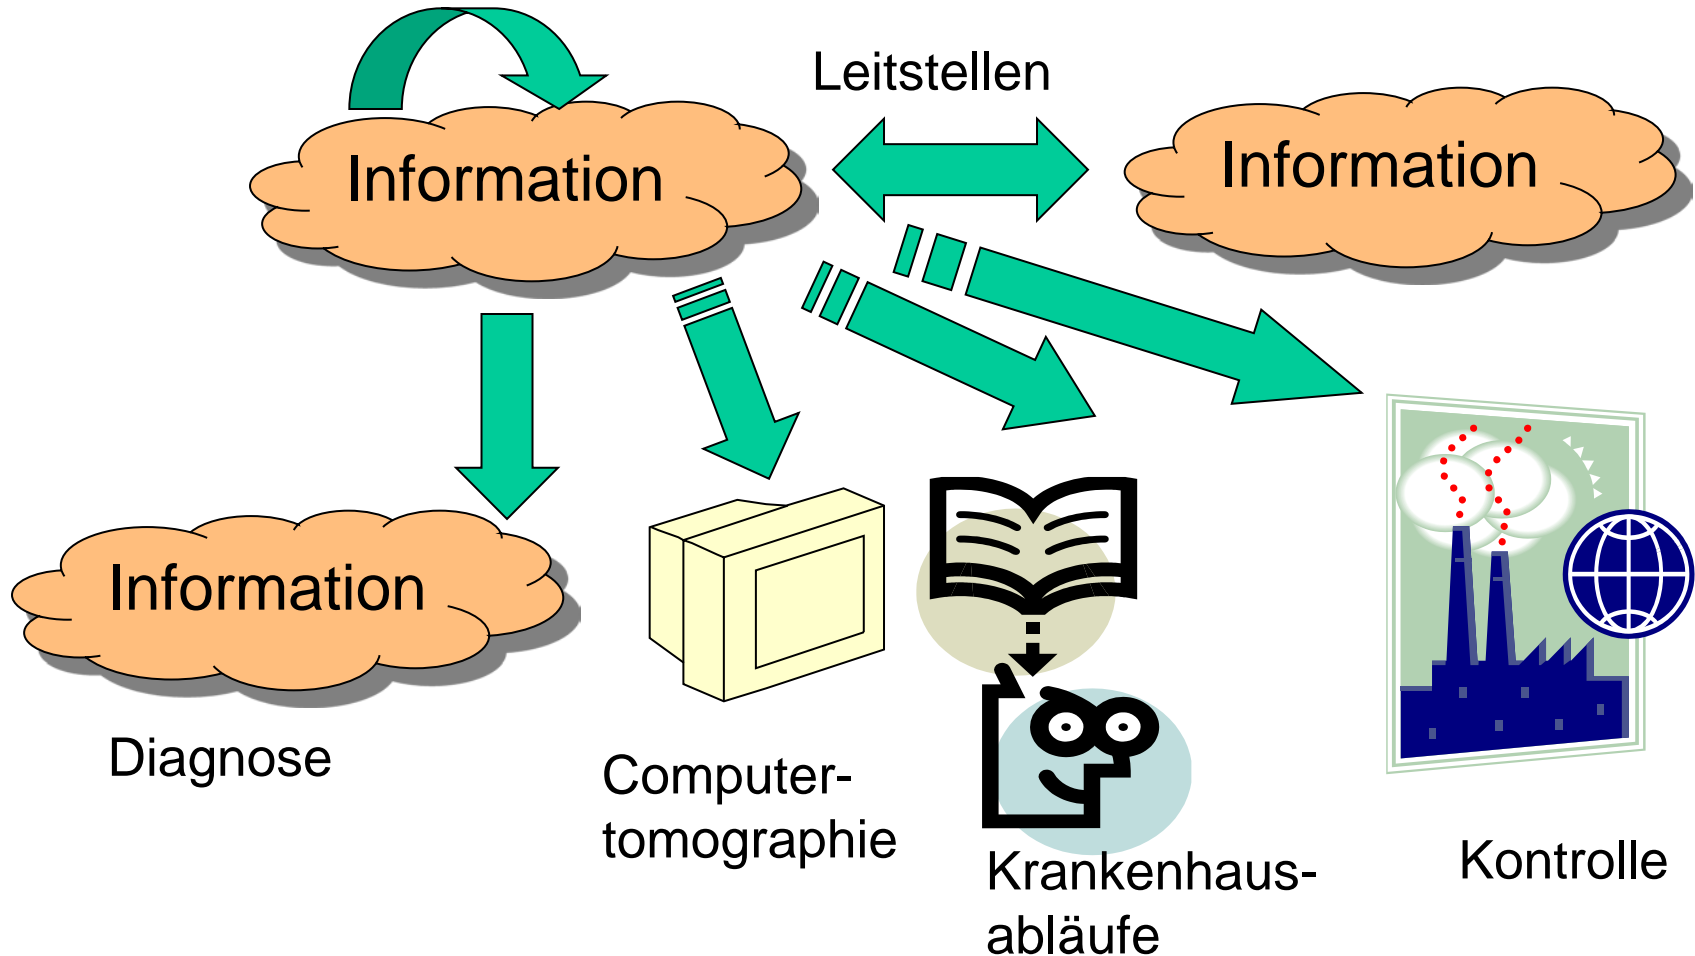 Leitstellen
Information
Information
Information
Diagnose
Computer-
tomographie
Krankenhaus-
abläufe
Kontrolle